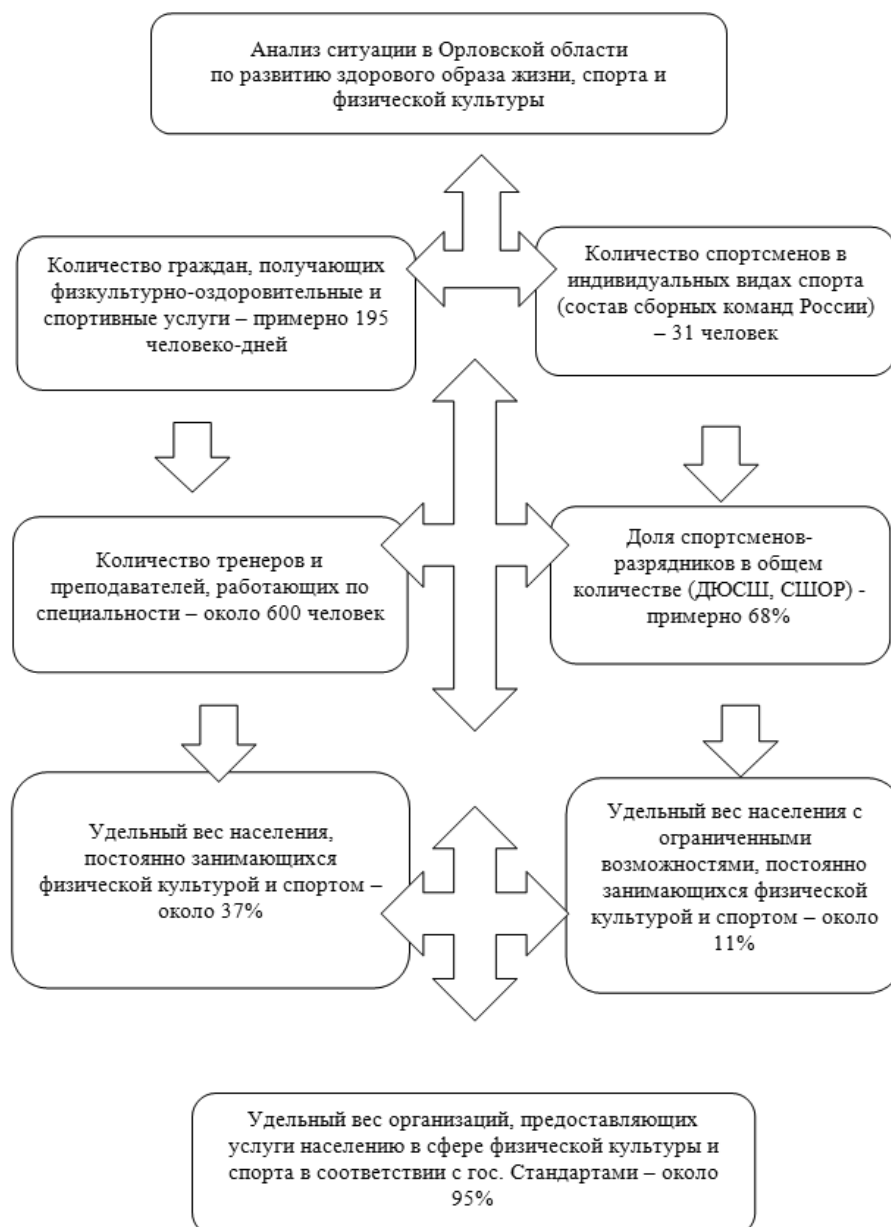 Анализ ситуации в Орловской области
по развитию здорового образа жизни, спорта и
физической культуры
Количество граждан, получающих
физкультурно-оздоровительные и
спортивные услуги – примерно 195
человеко-дней
Количество спортсменов в
индивидуальных видах спорта
(состав сборных команд России)
– 31 человек
Количество тренеров и
преподавателей, работающих по
специальности – около 600 человек
Доля спортсменов-
разрядников в общем
количестве (ДЮСШ, СШОР) -
примерно 68%
Удельный вес населения,
постоянно занимающихся
физической культурой и спортом –
около 37%
Удельный вес населения с
ограниченными
возможностями, постоянно
занимающихся физической
культурой и спортом – около
11%
Удельный вес организаций, предоставляющих
услуги населению в сфере физической культуры и
спорта в соответствии с гос. Стандартами – около
95%